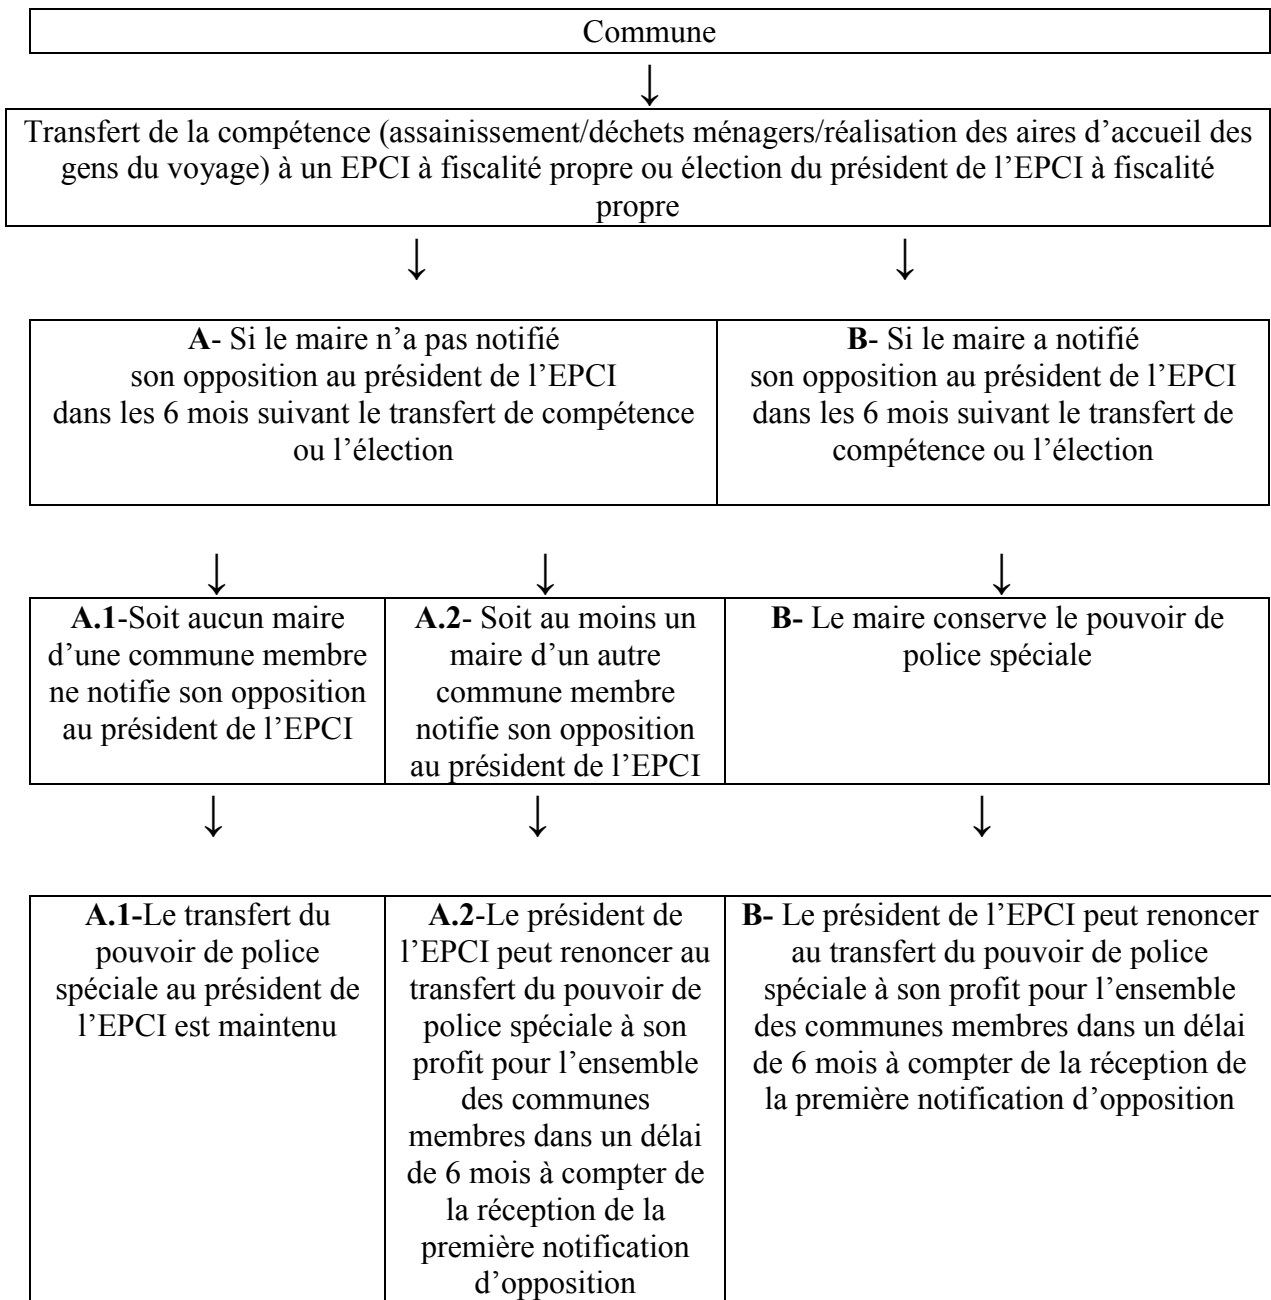 Commune
↓
Transfert de la compétence (assainissement/déchets ménagers/réalisation des aires d’accueil des
gens du voyage) à un EPCI à fiscalité propre ou élection du président de l’EPCI à fiscalité
propre
↓ ↓
A- Si le maire n’a pas notifié
son opposition au président de l’EPCI
dans les 6 mois suivant le transfert de compétence
ou l’élection
B- Si le maire a notifié
son opposition au président de l’EPCI
dans les 6 mois suivant le transfert de
compétence ou l’élection
↓ ↓ ↓
A.1-Soit aucun maire
d’une commune membre
ne notifie son opposition
au président de l’EPCI
A.2- Soit au moins un
maire d’un autre
commune membre
notifie son opposition
au président de l’EPCI
B- Le maire conserve le pouvoir de
police spéciale
↓ ↓ ↓
A.1-Le transfert du
pouvoir de police
spéciale au président de
l’EPCI est maintenu
A.2-Le président de
l’EPCI peut renoncer au
transfert du pouvoir de
police spéciale à son
profit pour l’ensemble
des communes
membres dans un délai
de 6 mois à compter de
la réception de la
première notification
d’opposition
B- Le président de l’EPCI peut renoncer
au transfert du pouvoir de police
spéciale à son profit pour l’ensemble
des communes membres dans un délai
de 6 mois à compter de la réception de
la première notification d’opposition